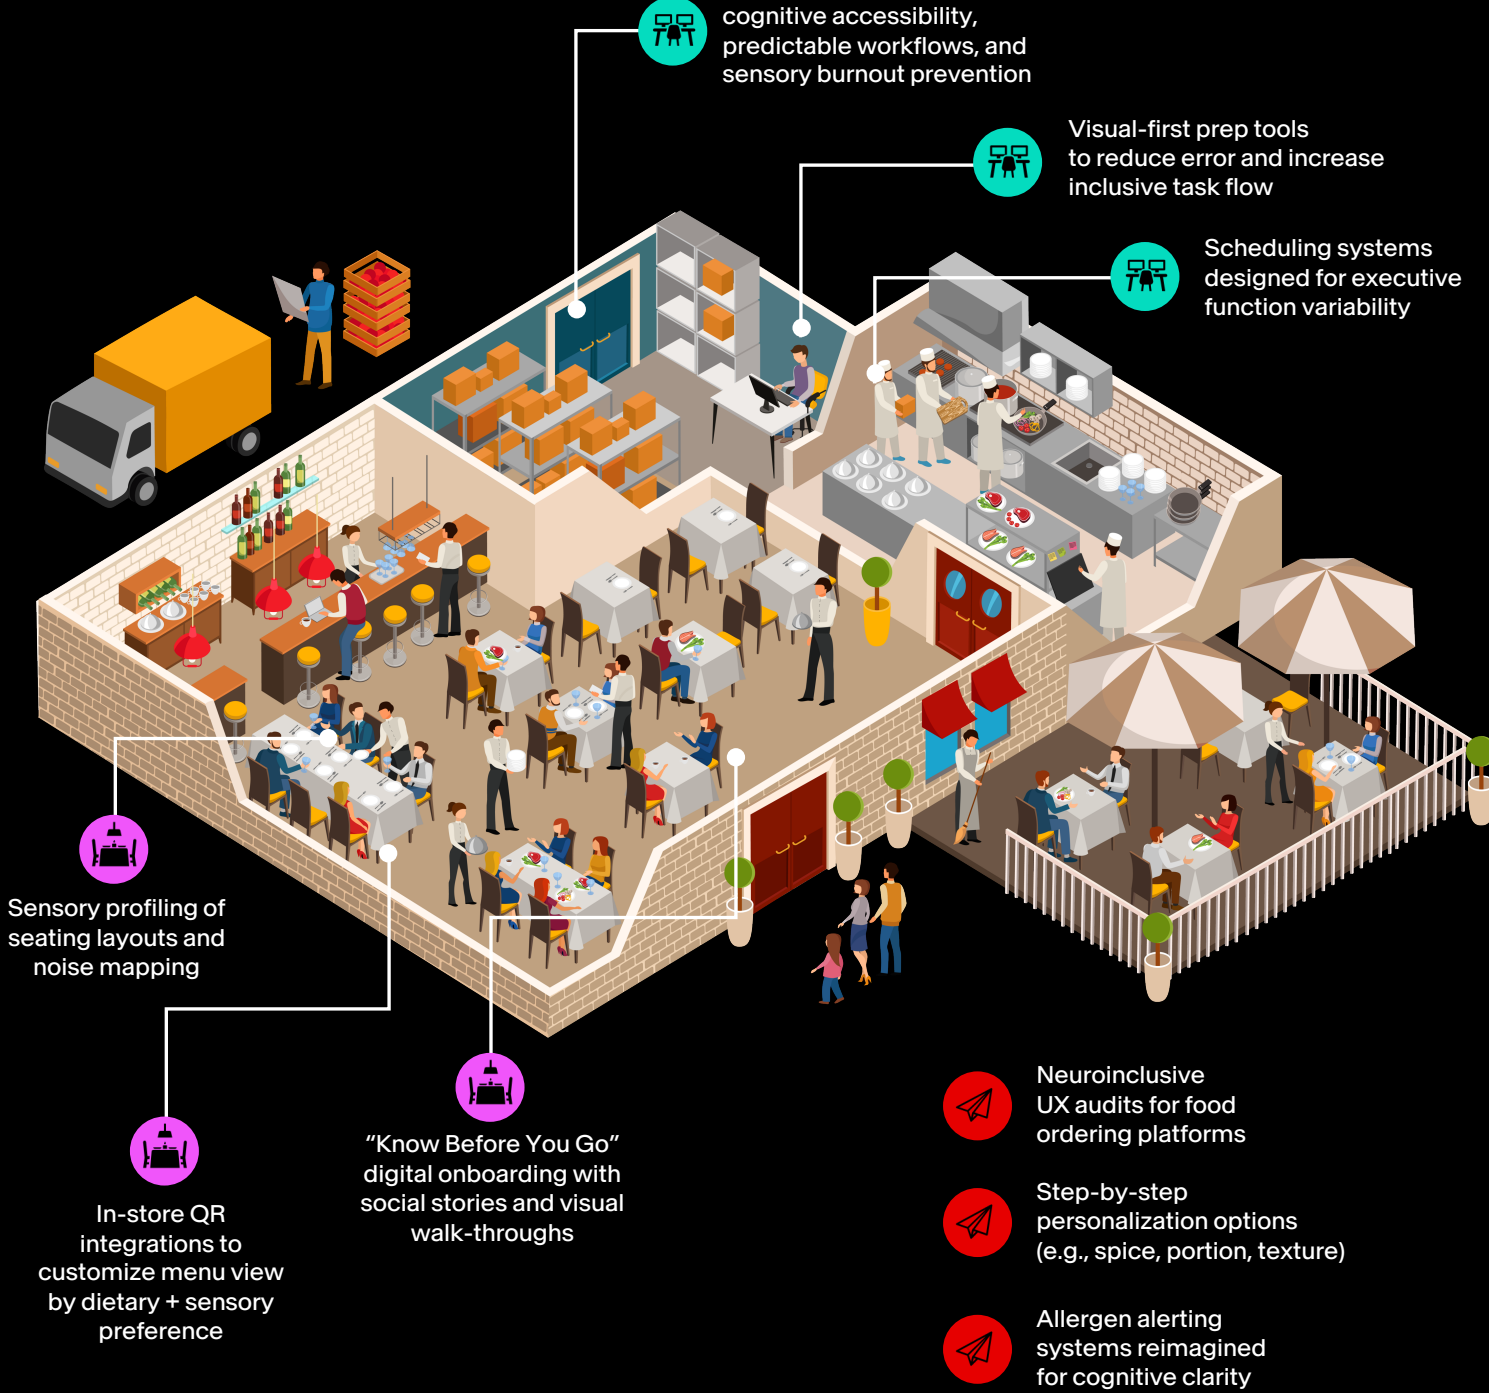 cognitive accessibility,
predictable workflows, and
sensory burnout prevention
Visual-first prep tools
to reduce error and increase
inclusive task flow
Scheduling systems
designed for executive
function variability
Sensory profiling of
seating layouts and
noise mapping
In-store QR
integrations to
customize menu view
by dietary + sensory
preference
“Know Before You Go”
digital onboarding with
social stories and visual
walk-throughs
Neuroinclusive
UX audits for food
ordering platforms
Step-by-step
personalization options
(e.g., spice, portion, texture)
Allergen alerting
systems reimagined
for cognitive clarity